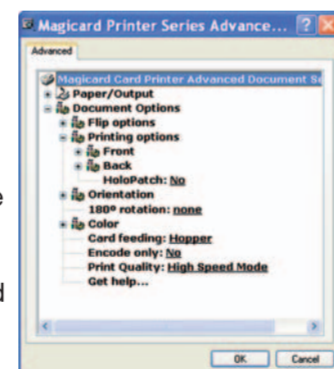 Magicard Printer Series Advance...
Advanced
Magicard Card Printer Advanced Document Se
Paper/Output
Document Options
Flip options
Printing options
Front
Back
HoloPatch: No
Orientation
180º rotation: none
Color
Card feeding: Hopper
Encode only: No
Print Quality: High Speed Mode
Get help...
OK Cancel